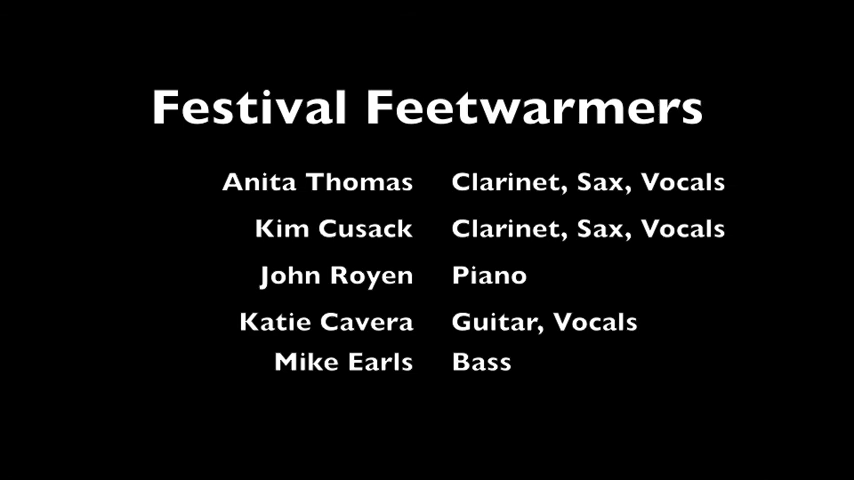 Festival Feetwarmers
Anita Thomas Clarinet, Sax, Vocals
Kim Cusack Clarinet, Sax, Vocals
John Royen Piano
Katie Cavera Guitar, Vocals
Mike Earls Bass